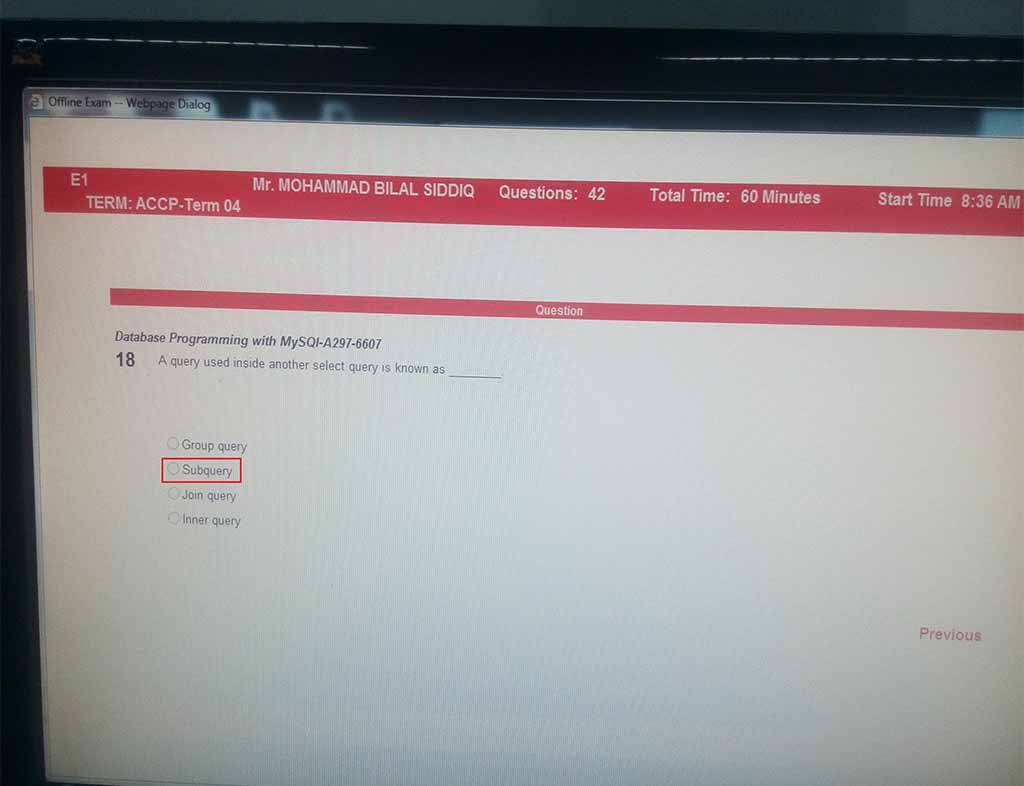 Offline Exam -- Webpage Dialog
E1
Mr. MOHAMMAD BILAL SIDDIQ Questions: 42 Total Time: 60 Minutes Start Time 8:36 AM
TERM: ACCP-Term 04
Question
Database Programming with MySQl-A297-6607
18 A query used inside another select query is known as ________.
Group query
Subquery
Join query
Inner query
Previous